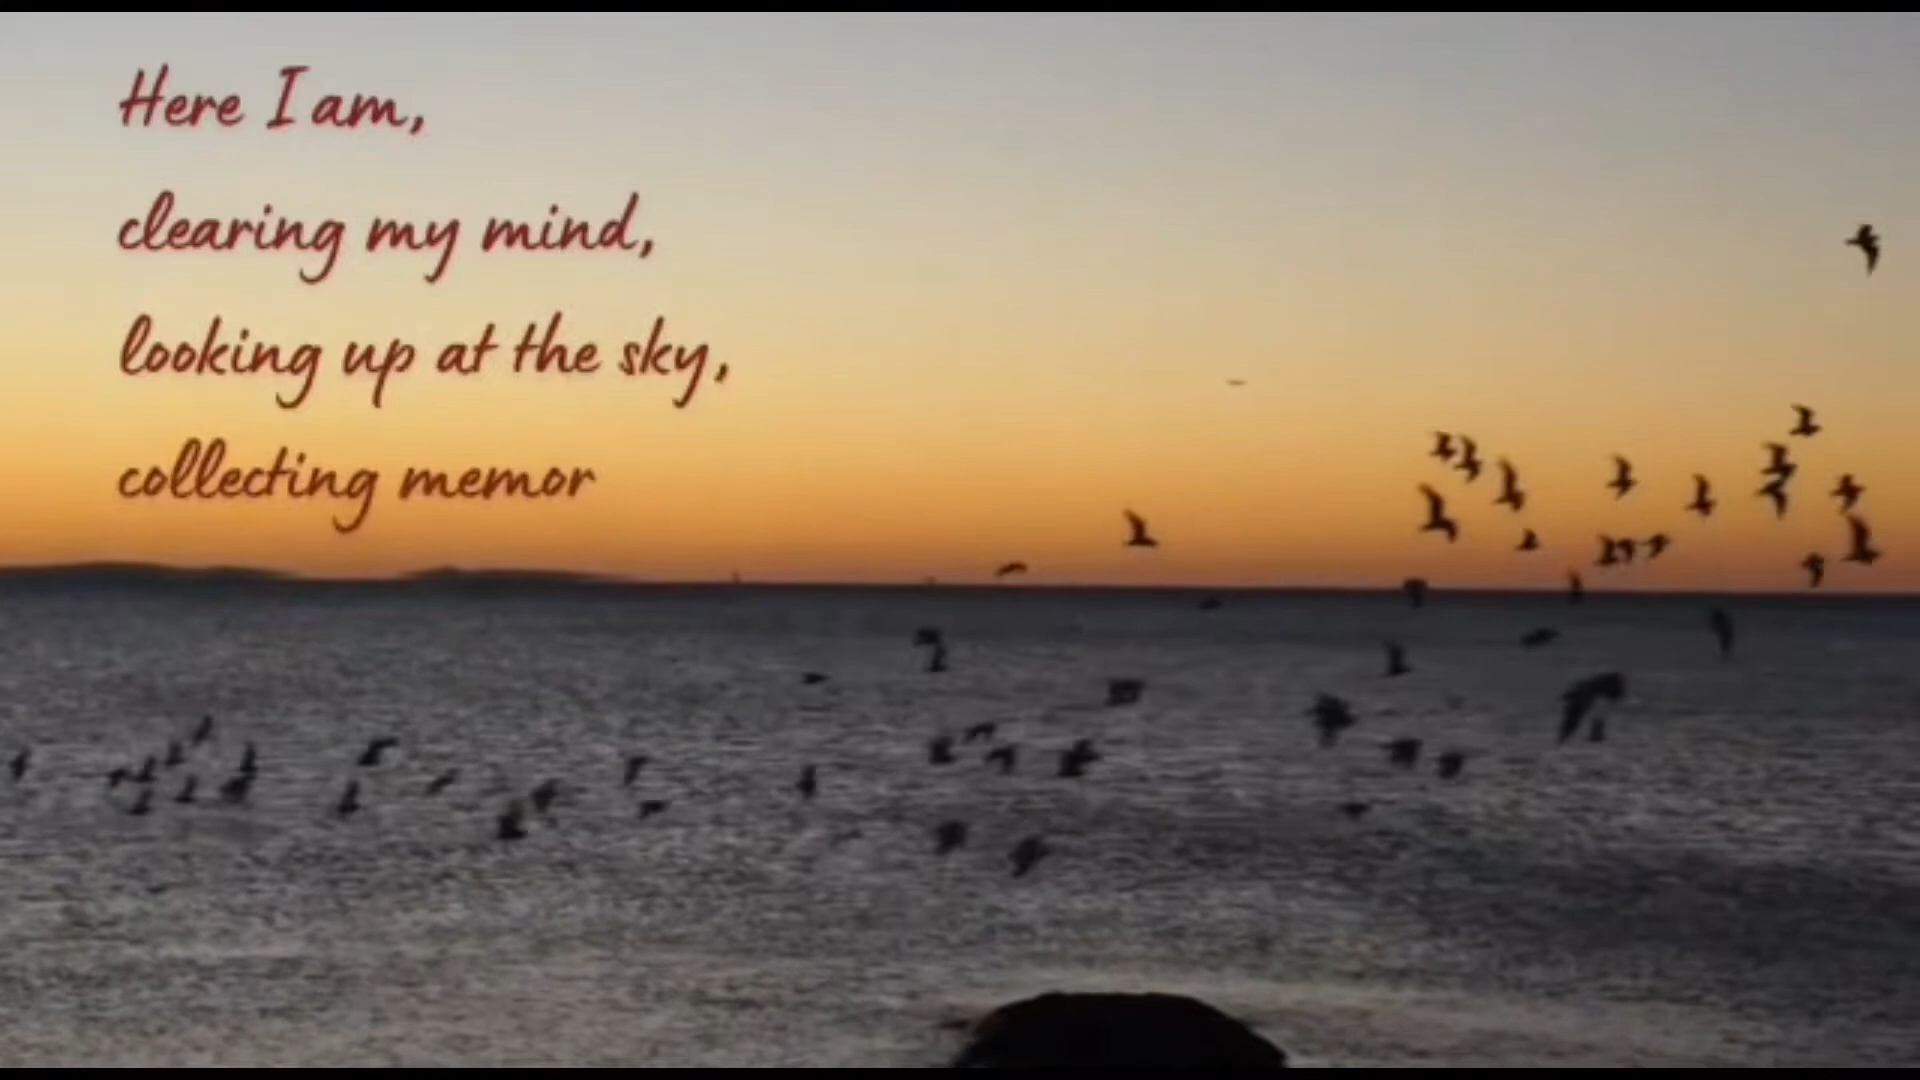 Here I am,
clearing my mind,
looking up at the sky,
collecting memor